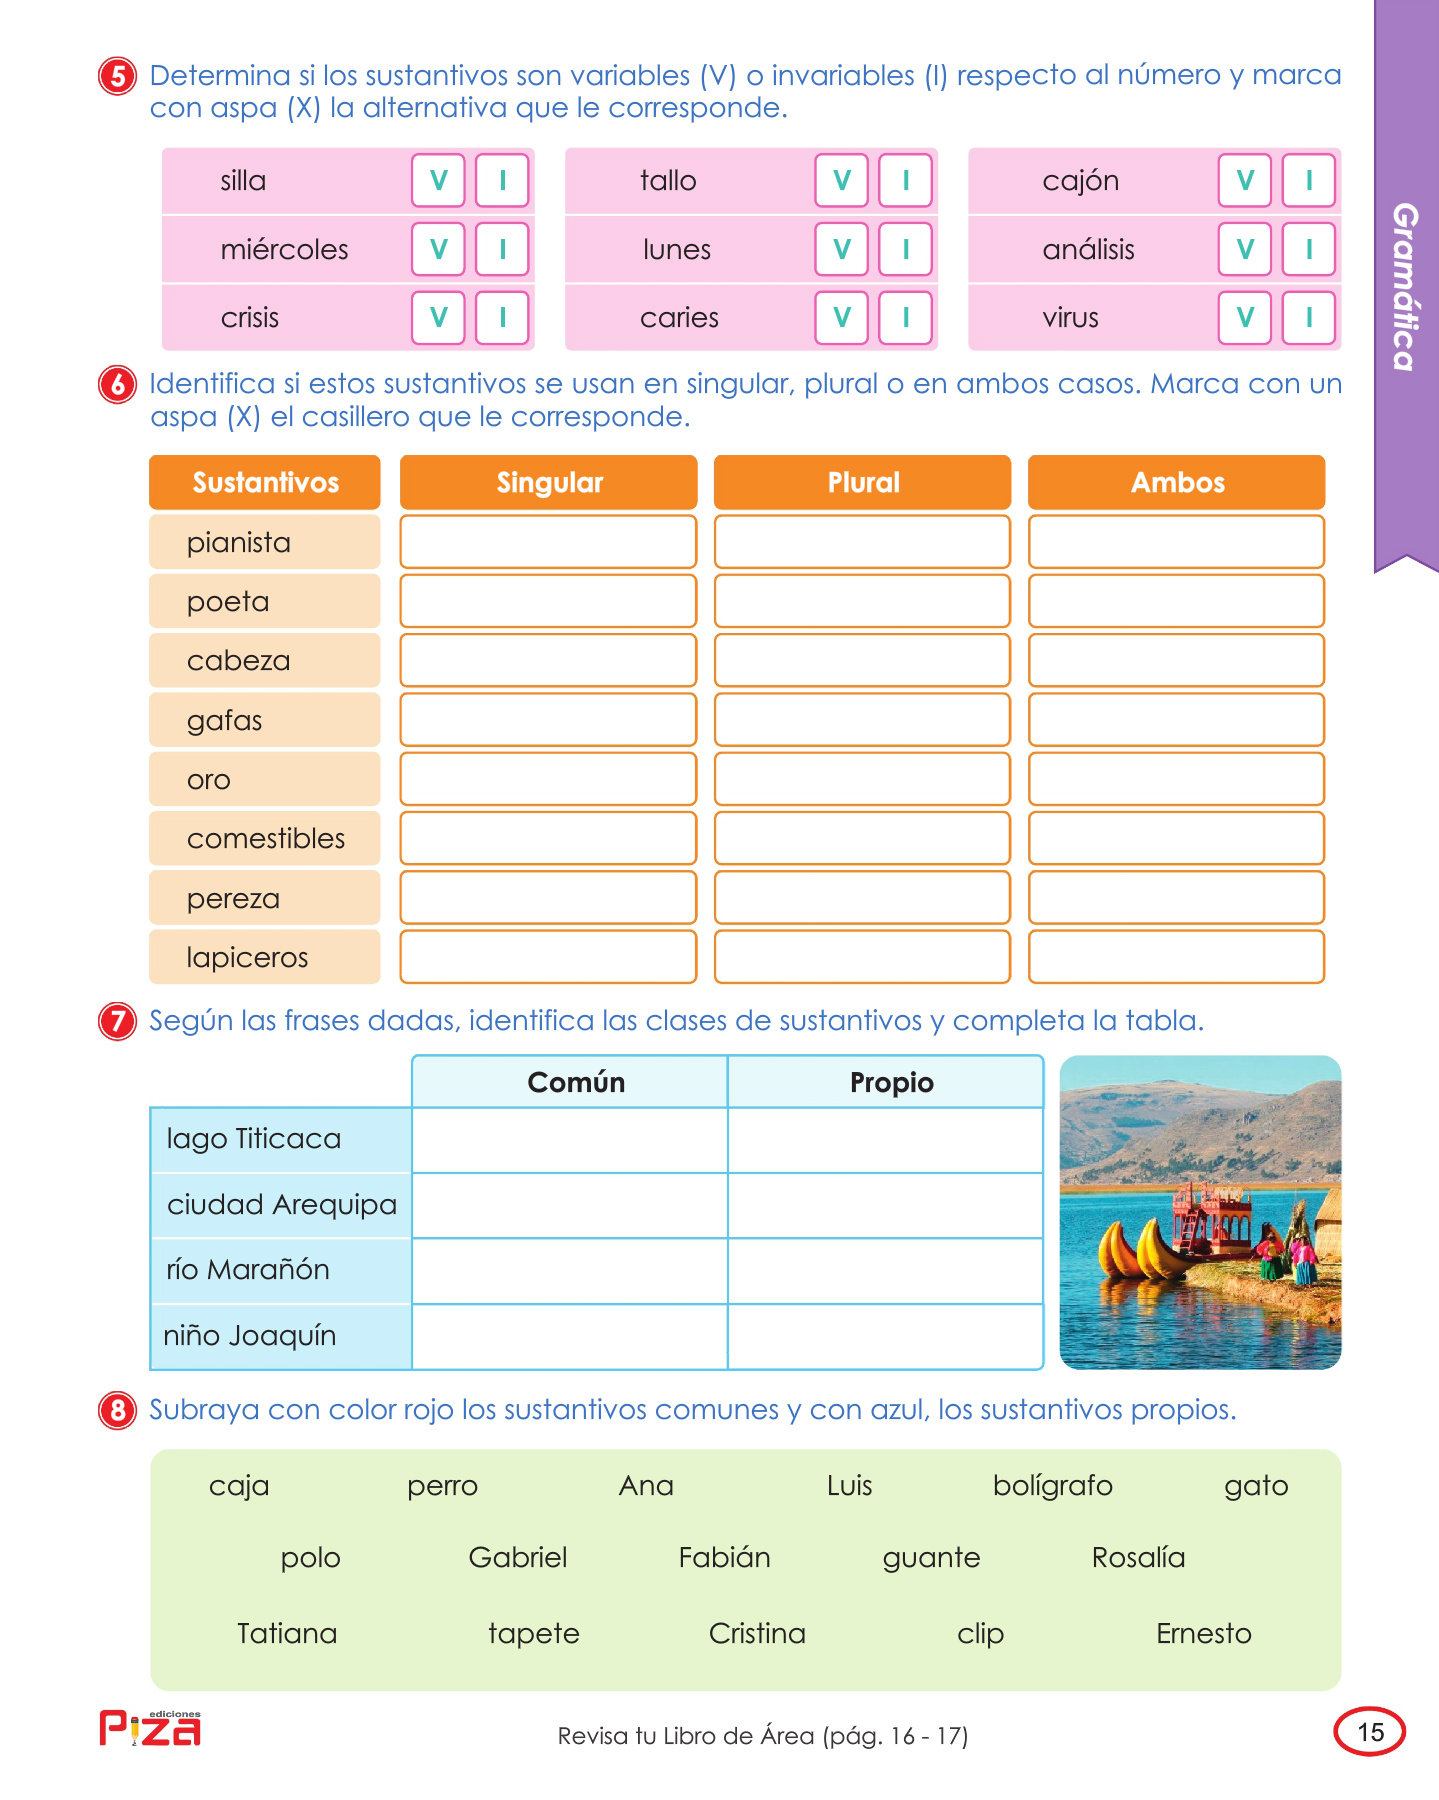 Gramática
5 Determina si los sustantivos son variables (V) o invariables (I) respecto al número y marca
con aspa (X) la alternativa que le corresponde.
silla V I tallo V I cajón V I
miércoles V I lunes V I análisis V I
crisis V I caries V I virus V I
6 Identifica si estos sustantivos se usan en singular, plural o en ambos casos. Marca con un
aspa (X) el casillero que le corresponde.
Sustantivos Singular Plural Ambos
pianista
poeta
cabeza
gafas
oro
comestibles
pereza
lapiceros
7 Según las frases dadas, identifica las clases de sustantivos y completa la tabla.
Común Propio
lago Titicaca
ciudad Arequipa
río Marañón
niño Joaquín
8 Subraya con color rojo los sustantivos comunes y con azul, los sustantivos propios.
caja perro Ana Luis bolígrafo gato
polo Gabriel Fabián guante Rosalía
Tatiana tapete Cristina clip Ernesto
ediciones
Piza
Revisa tu Libro de Área (pág. 16 - 17)
15